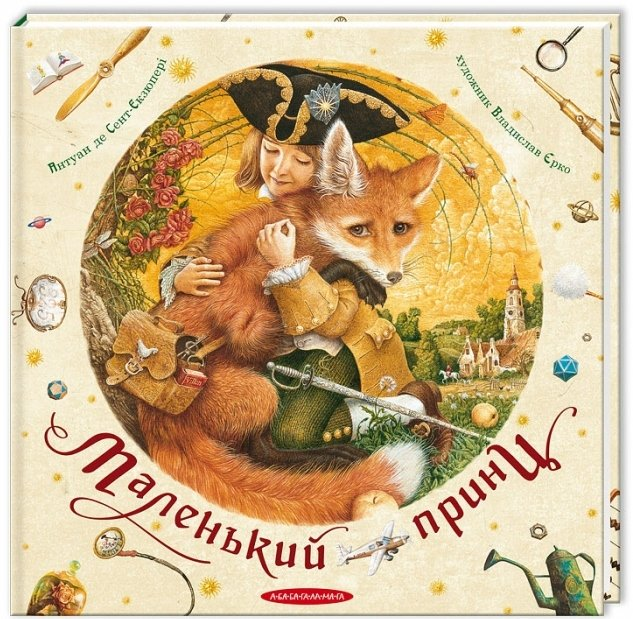 Антуан де Сент-Екзюпері
художник Владислав Єрко
Маленький принц
А-БА-БА-ГА-ЛА-МА-ГА